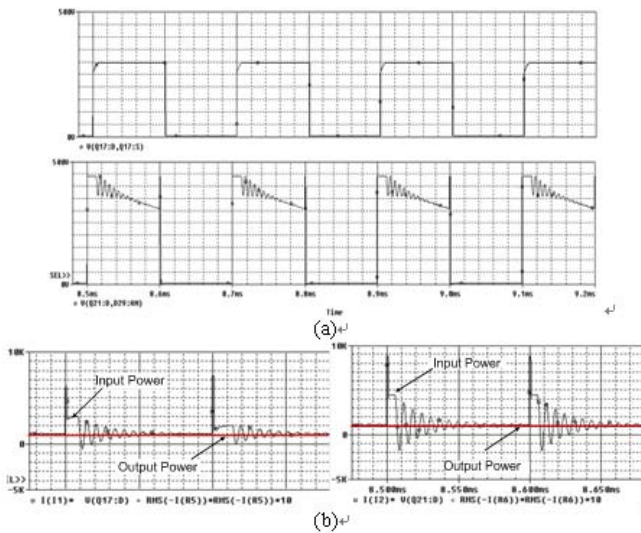 500V
0V
▫ V(Q17:D,Q17:S)
500V
SEL>>
0V
8.5ms 8.6ms 8.7ms 8.8ms 8.9ms 9.0ms 9.1ms 9.2ms
▫ V(Q21:D,D29:AN)
Time
(a)
10K
Input Power
0
Output Power
-5K
▫ I(I1)* V(Q17:D) - RMS(-I(R5))*RMS(-I(R5))*10
10K
Input Power
0
Output Power
-5K
8.500ms 8.550ms 8.600ms 8.650ms
▫ I(I2)* V(Q21:D) - RMS(-I(R6))*RMS(-I(R6))*10
(b)